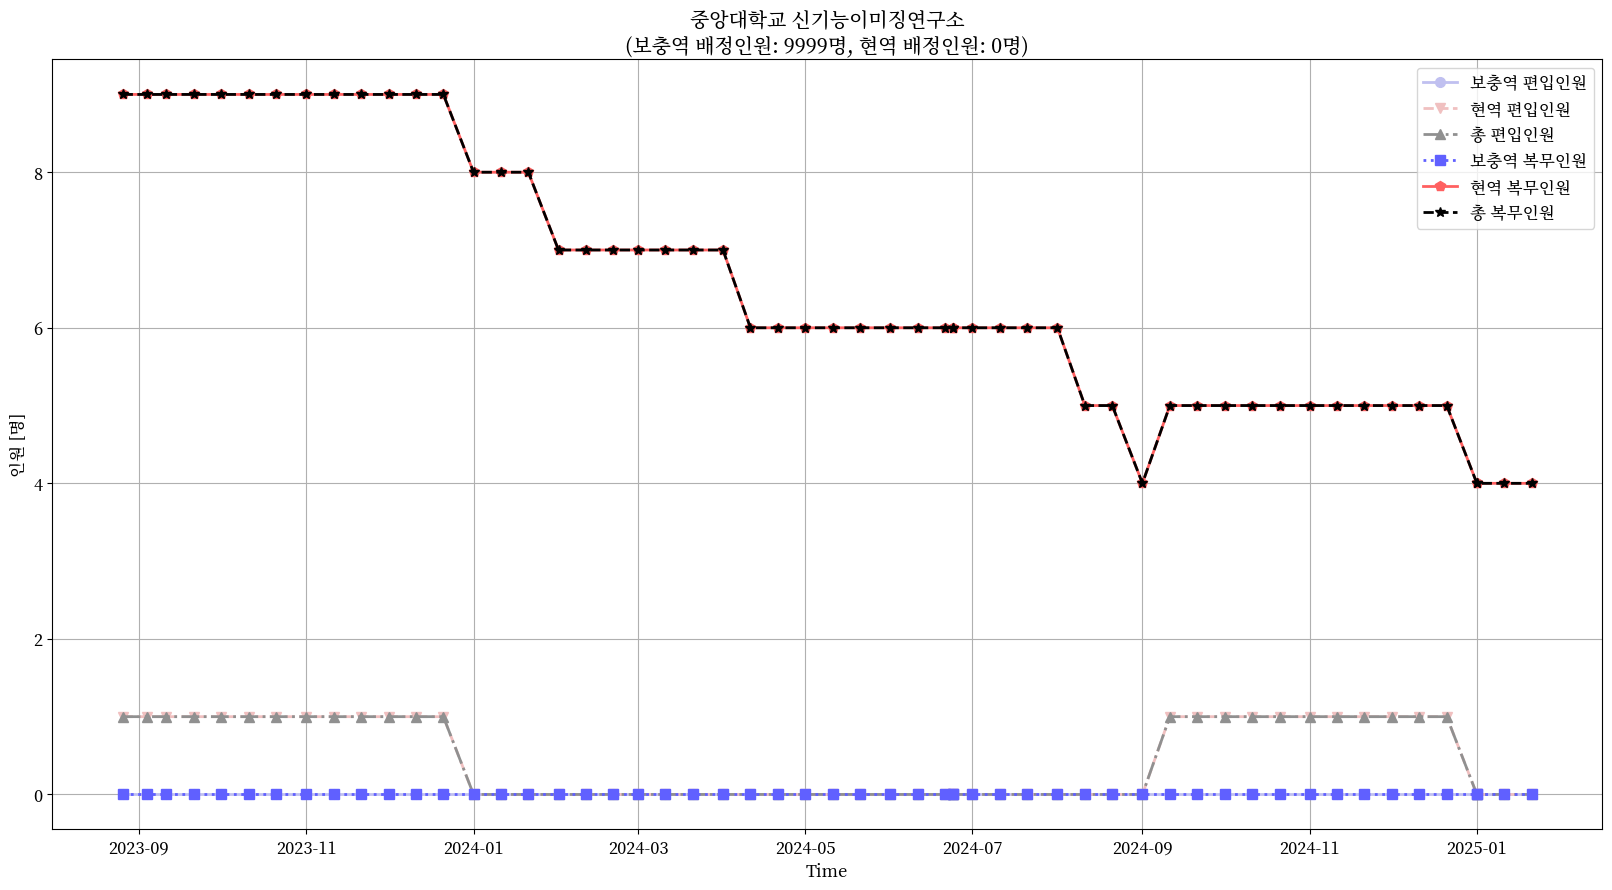 중앙대학교 신기능이미징연구소
(보충역 배정인원: 9999명, 현역 배정인원: 0명)
보충역 편입인원
현역 편입인원
총 편입인원
보충역 복무인원
현역 복무인원
총 복무인원
인원 [명]
8
6
4
2
0
2023-09 2023-11 2024-01 2024-03 2024-05 2024-07 2024-09 2024-11 2025-01
Time